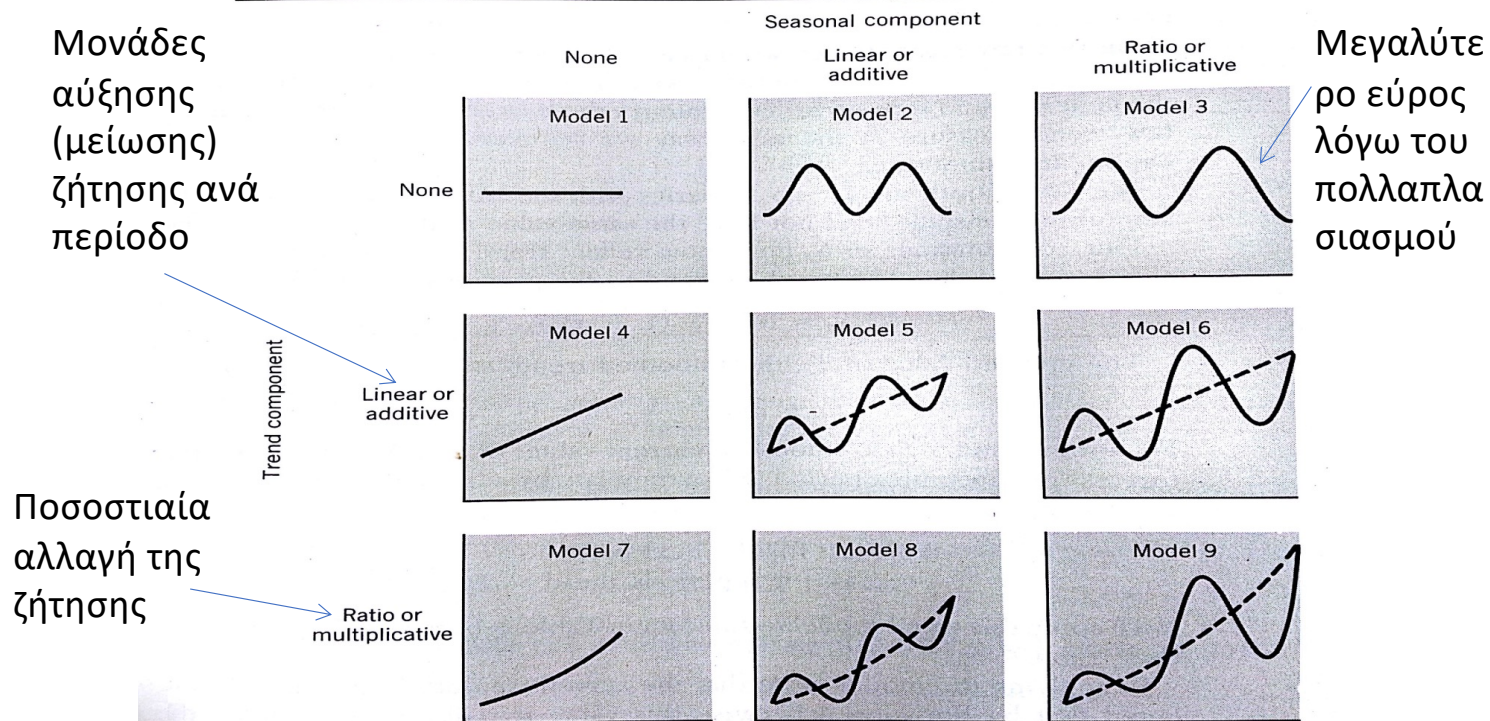 Seasonal component
None
Linear or
additive
Ratio or
multiplicative
Μονάδες
αύξησης
(μείωσης)
ζήτησης ανά
περίοδο
Μεγαλύτε
ρο εύρος
λόγω του
πολλαπλα
σιασμού
Model 1
Model 2
Model 3
None
Trend component
Model 4
Model 5
Model 6
Linear or
additive
Ποσοστιαία
αλλαγή της
ζήτησης
Model 7
Model 8
Model 9
Ratio or
multiplicative